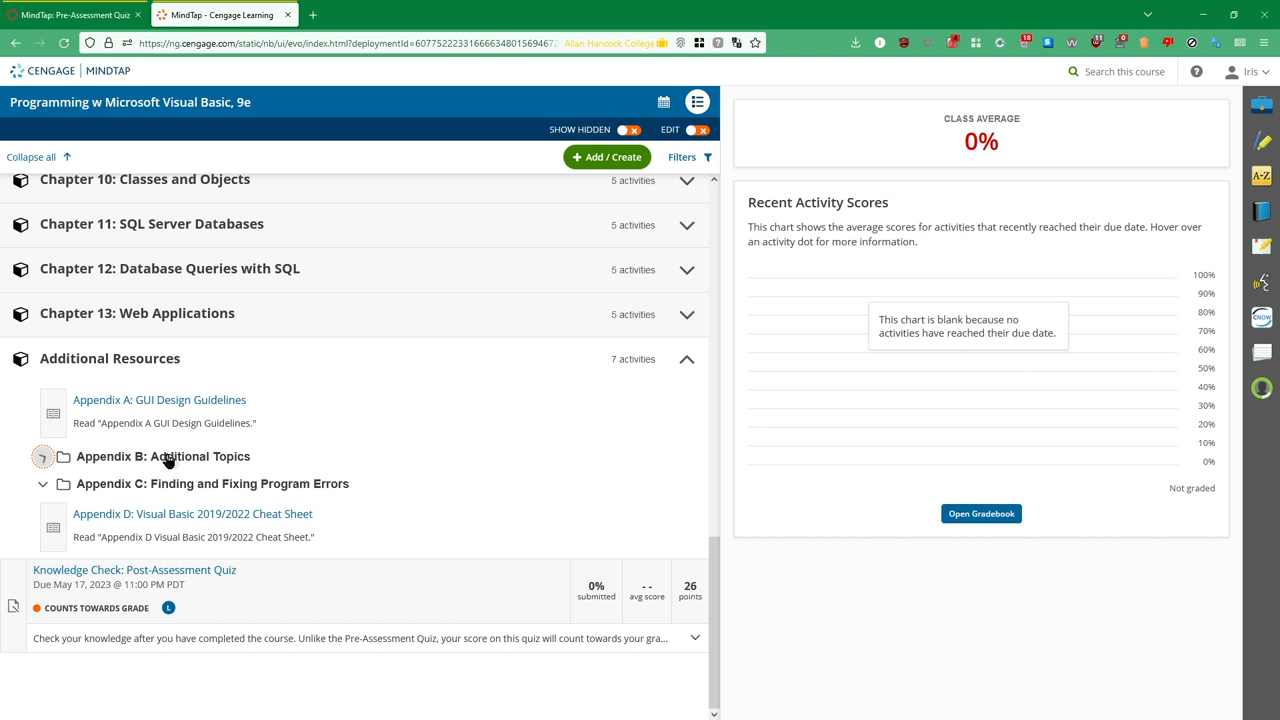 MindTap: Pre-Assessment Quiz
MindTap - Cengage Learning
https://ng.cengage.com/static/nb/ui/evo/index.html?deploymentId=60775222331666634801569467
Allan Hancock College
CENGAGE MINDTAP
Search this course
Iris
Programming w Microsoft Visual Basic, 9e
SHOW HIDDEN
EDIT
Collapse all
+ Add / Create
Filters
Chapter 10: Classes and Objects
5 activities
Chapter 11: SQL Server Databases
5 activities
Chapter 12: Database Queries with SQL
5 activities
Chapter 13: Web Applications
5 activities
Additional Resources
7 activities
Appendix A: GUI Design Guidelines
Read "Appendix A GUI Design Guidelines."
Appendix B: Additional Topics
Appendix C: Finding and Fixing Program Errors
Appendix D: Visual Basic 2019/2022 Cheat Sheet
Read "Appendix D Visual Basic 2019/2022 Cheat Sheet."
Knowledge Check: Post-Assessment Quiz
Due May 17, 2023 @ 11:00 PM PDT
COUNTS TOWARDS GRADE L
0%
submitted
- -
avg score
26
points
Check your knowledge after you have completed the course. Unlike the Pre-Assessment Quiz, your score on this quiz will count towards your gra...
CLASS AVERAGE
0%
Recent Activity Scores
This chart shows the average scores for activities that recently reached their due date. Hover over
an activity dot for more information.
100%
90%
80%
70%
60%
50%
40%
30%
20%
10%
0%
This chart is blank because no
activities have reached their due date.
Not graded
Open Gradebook
A-Z
CNOW